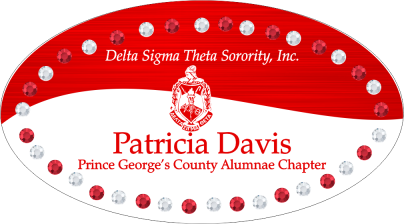 Delta Sigma Theta Sorority, Inc.
Patricia Davis
Prince George's County Alumnae Chapter